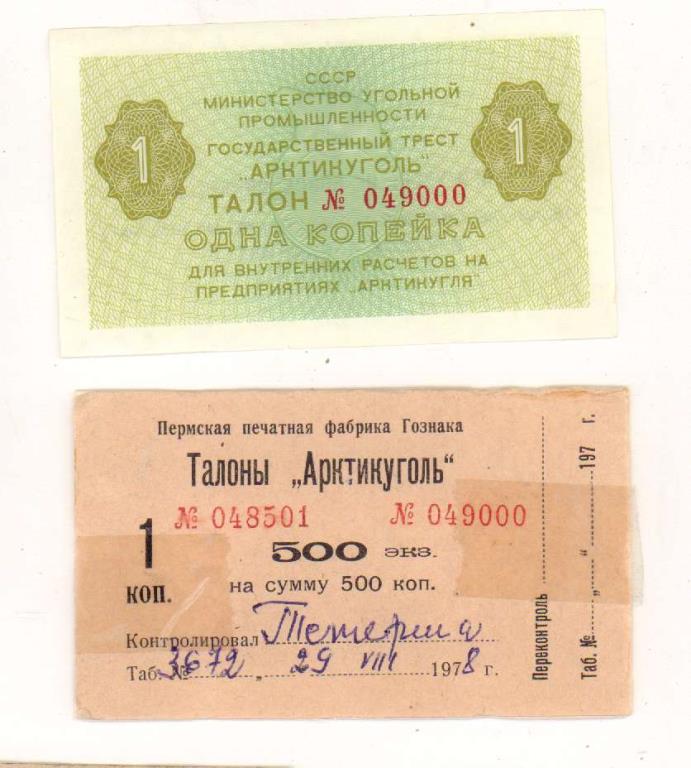 СССР
МИНИСТЕРСТВО УГОЛЬНОЙ
ПРОМЫШЛЕННОСТИ
ГОСУДАРСТВЕННЫЙ ТРЕСТ
„АРКТИКУГОЛЬ"
1
1
ТАЛОН № 049000
ОДНА КОПЕЙКА
ДЛЯ ВНУТРЕННИХ РАСЧЕТОВ НА
ПРЕДПРИЯТИЯХ „АРКТИКУГЛЯ"
Пермская печатная фабрика Гознака
Талоны „Арктикуголь"
№ 048501 № 049000
1 500 экз.
КОП. на сумму 500 коп.
Контролировал Тетерина
Таб. № 3672 „ 29 VIII 1978 г.
Переконтроль
Таб. № „ “ 197 г.